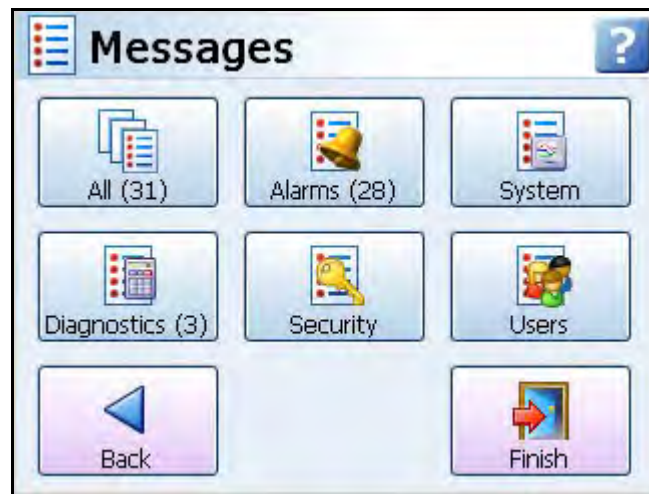 Messages ?
All (31) Alarms (28) System
Diagnostics (3) Security Users
Back Finish